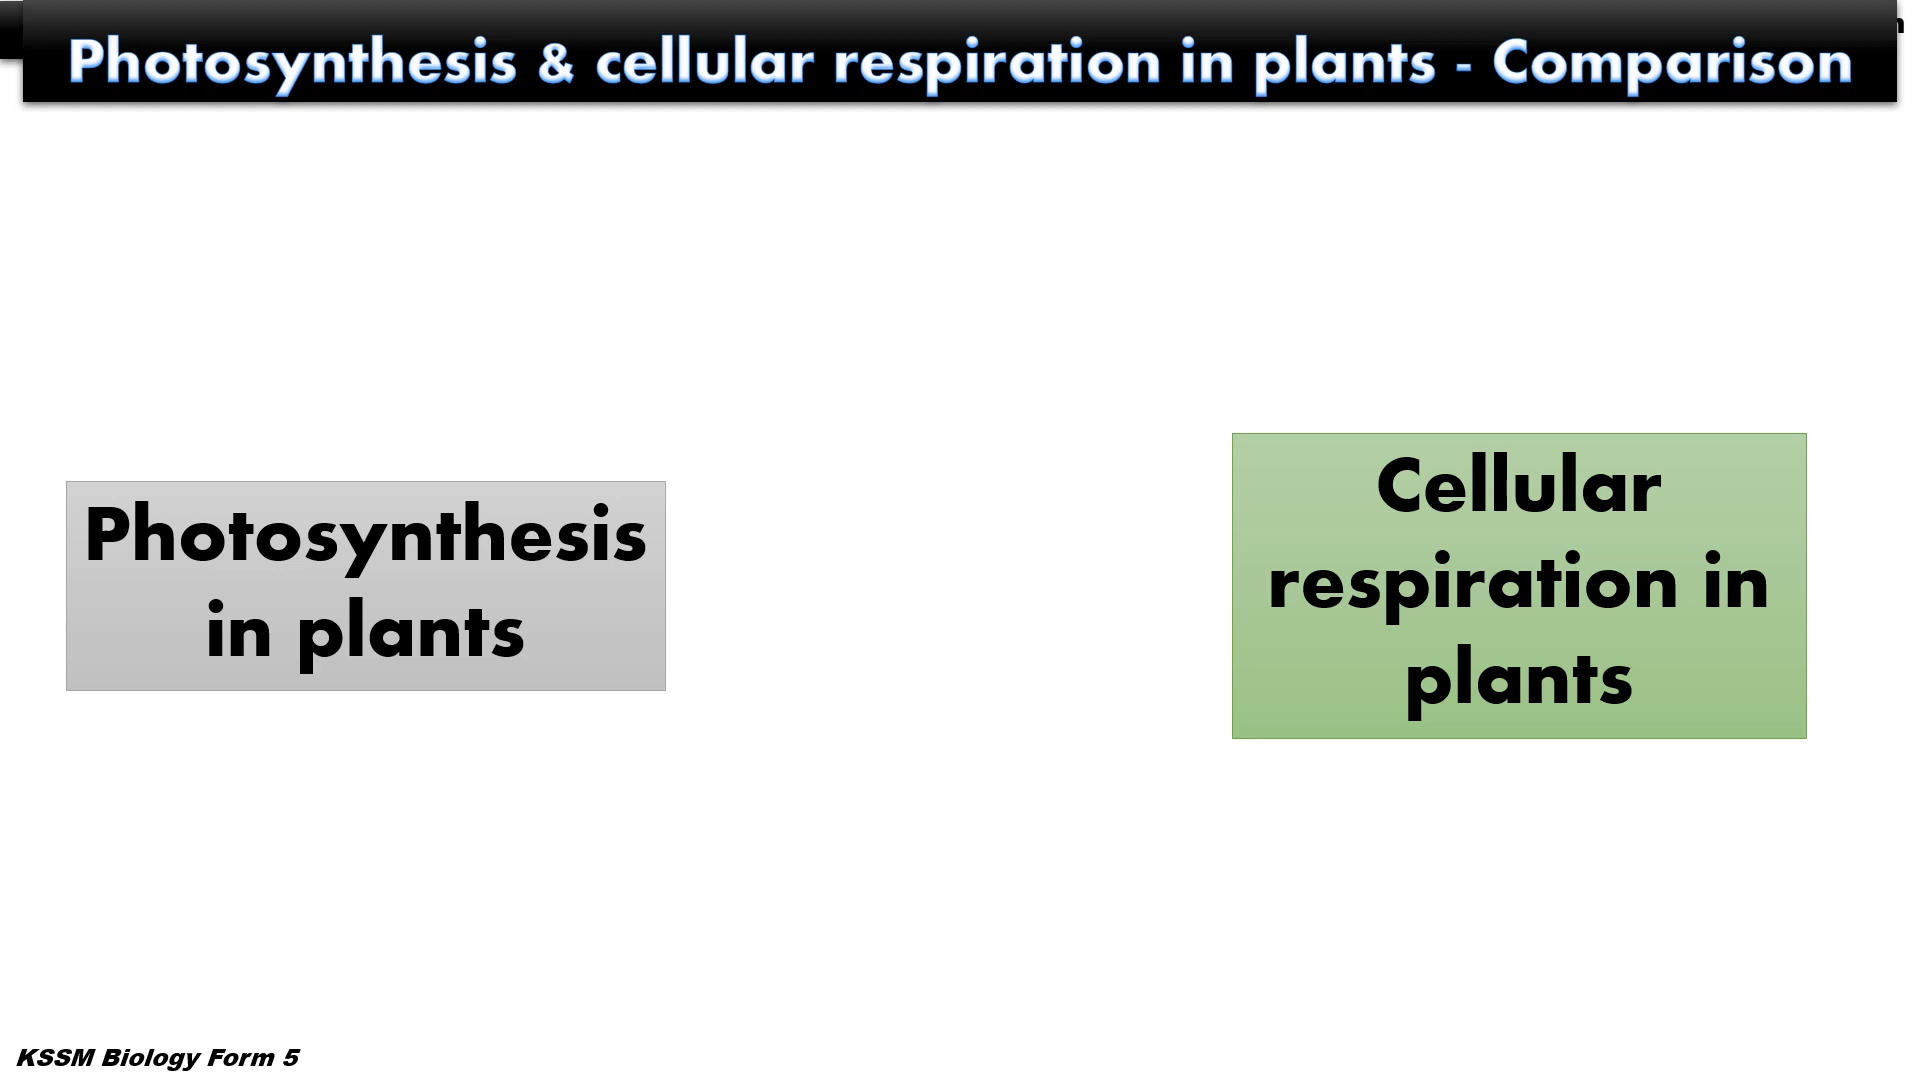 Photosynthesis & cellular respiration in plants - Comparison
Photosynthesis
in plants
Cellular
respiration in
plants
KSSM Biology Form 5